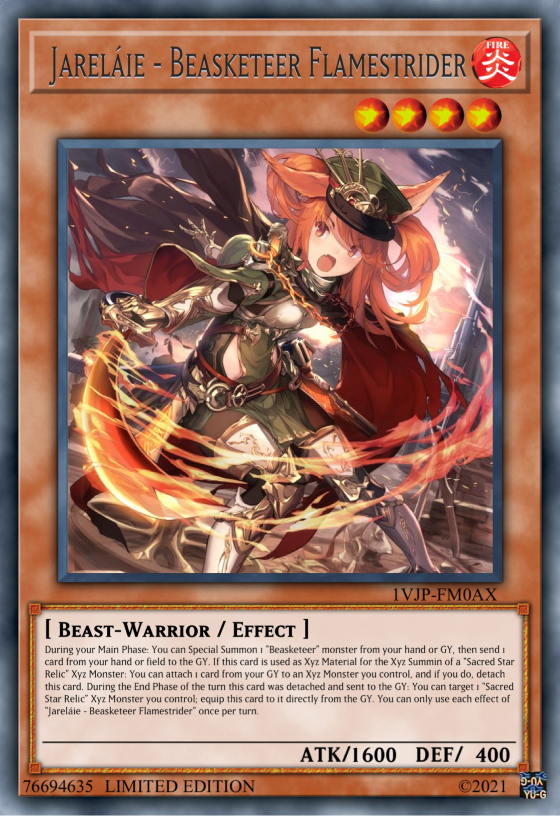 Jareláie - Beasketeer Flamestrider
FIRE
炎
1VJP-FM0AX
[ Beast-Warrior / Effect ]
During your Main Phase: You can Special Summon 1 "Beasketeer" monster from your hand or GY, then send 1
card from your hand or field to the GY. If this card is used as Xyz Material for the Xyz Summin of a "Sacred Star
Relic" Xyz Monster: You can attach 1 card from your GY to an Xyz Monster you control, and if you do, detach
this card. During the End Phase of the turn this card was detached and sent to the GY: You can target 1 "Sacred
Star Relic" Xyz Monster you control; equip this card to it directly from the GY. You can only use each effect of
"Jareláie - Beasketeer Flamestrider" once per turn.
ATK/1600 DEF/ 400
76694635 LIMITED EDITION ©2021
YU-G